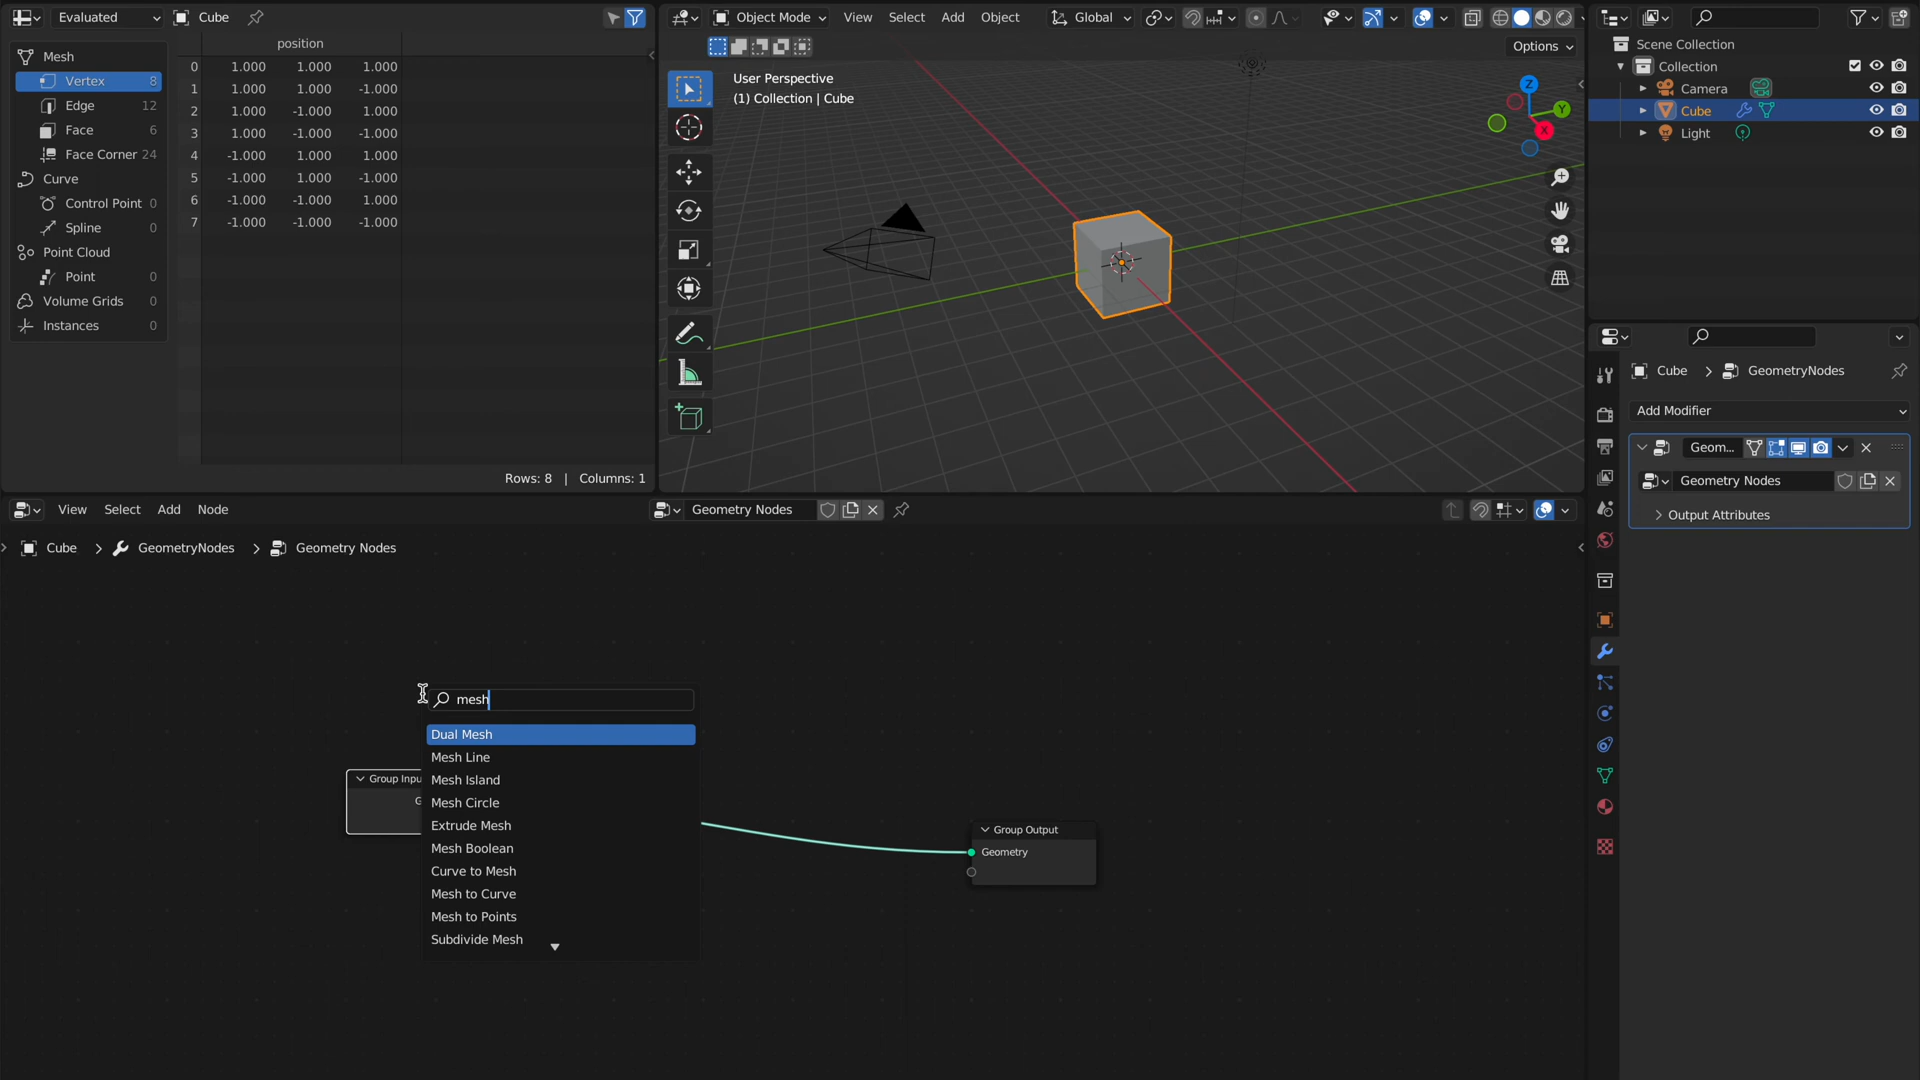 Evaluated Cube
position
Mesh
Vertex 8
Edge 12
Face 6
Face Corner 24
Curve
Control Point 0
Spline 0
Point Cloud
Point 0
Volume Grids 0
Instances 0
0 1.000 1.000 1.000
1 1.000 1.000 -1.000
2 1.000 -1.000 1.000
3 1.000 -1.000 -1.000
4 -1.000 1.000 1.000
5 -1.000 1.000 -1.000
6 -1.000 -1.000 1.000
7 -1.000 -1.000 -1.000
Rows: 8 | Columns: 1
Object Mode View Select Add Object Global
Options
User Perspective
(1) Collection | Cube
Z
Y
X
Scene Collection
Collection
Camera
Cube
Light
Cube > GeometryNodes
Add Modifier
Geom...
Geometry Nodes
Output Attributes
View Select Add Node Geometry Nodes
Cube > GeometryNodes > Geometry Nodes
mesh
Dual Mesh
Mesh Line
Mesh Island
Mesh Circle
Extrude Mesh
Mesh Boolean
Curve to Mesh
Mesh to Curve
Mesh to Points
Subdivide Mesh
Group Inpu
G
Group Output
Geometry